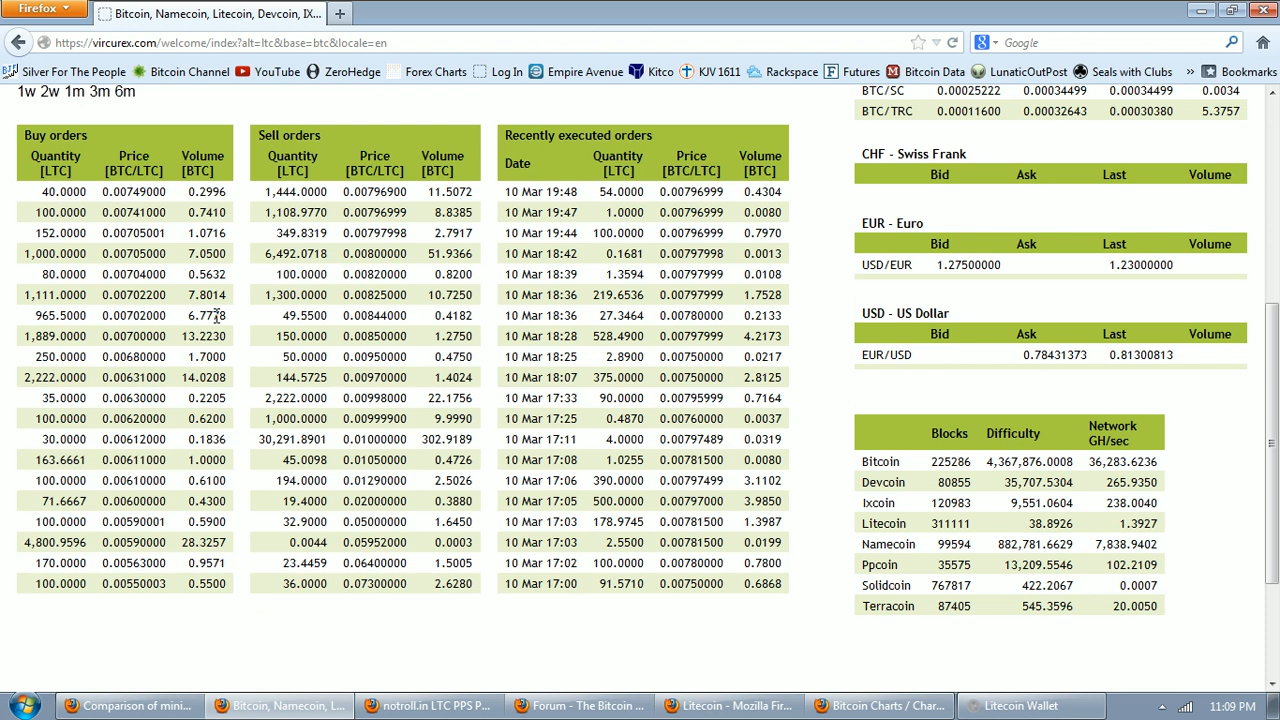 Firefox
Bitcoin, Namecoin, Litecoin, Devcoin, IX...
https://vircurex.com/welcome/index?alt=ltc&base=btc&locale=en
Google
Silver For The People Bitcoin Channel YouTube ZeroHedge Forex Charts Log In Empire Avenue Kitco KJV 1611 Rackspace Futures Bitcoin Data LunaticOutPost Seals with Clubs » Bookmarks
1w 2w 1m 3m 6m
Buy orders
Quantity [LTC] Price [BTC/LTC] Volume [BTC]
40.0000 0.00749000 0.2996
100.0000 0.00741000 0.7410
152.0000 0.00705001 1.0716
1,000.0000 0.00705000 7.0500
80.0000 0.00704000 0.5632
1,111.0000 0.00702200 7.8014
965.5000 0.00702000 6.7778
1,889.0000 0.00700000 13.2230
250.0000 0.00680000 1.7000
2,222.0000 0.00631000 14.0208
35.0000 0.00630000 0.2205
100.0000 0.00620000 0.6200
30.0000 0.00612000 0.1836
163.6661 0.00611000 1.0000
100.0000 0.00610000 0.6100
71.6667 0.00600000 0.4300
100.0000 0.00590001 0.5900
4,800.9596 0.00590000 28.3257
170.0000 0.00563000 0.9571
100.0000 0.00550003 0.5500
Sell orders
Quantity [LTC] Price [BTC/LTC] Volume [BTC]
1,444.0000 0.00796900 11.5072
1,108.9770 0.00796999 8.8385
349.8319 0.00797998 2.7917
6,492.0718 0.00800000 51.9366
100.0000 0.00820000 0.8200
1,300.0000 0.00825000 10.7250
49.5500 0.00844000 0.4182
150.0000 0.00850000 1.2750
50.0000 0.00950000 0.4750
144.5725 0.00970000 1.4024
2,222.0000 0.00998000 22.1756
1,000.0000 0.00999900 9.9990
30,291.8901 0.01000000 302.9189
45.0098 0.01050000 0.4726
194.0000 0.01290000 2.5026
19.4000 0.02000000 0.3880
32.9000 0.05000000 1.6450
0.0044 0.05952000 0.0003
23.4459 0.06400000 1.5005
36.0000 0.07300000 2.6280
Recently executed orders
Date Quantity [LTC] Price [BTC/LTC] Volume [BTC]
10 Mar 19:48 54.0000 0.00796999 0.4304
10 Mar 19:47 1.0000 0.00796999 0.0080
10 Mar 19:44 100.0000 0.00796999 0.7970
10 Mar 18:42 0.1681 0.00797999 0.0013
10 Mar 18:39 1.3594 0.00797999 0.0108
10 Mar 18:36 219.6536 0.00797999 1.7528
10 Mar 18:36 27.3464 0.00780000 0.2133
10 Mar 18:28 528.4900 0.00797999 4.2173
10 Mar 18:25 2.8900 0.00750000 0.0217
10 Mar 18:07 375.0000 0.00750000 2.8125
10 Mar 17:33 90.0000 0.00795999 0.7164
10 Mar 17:25 0.4870 0.00760000 0.0037
10 Mar 17:11 4.0000 0.00797489 0.0319
10 Mar 17:08 1.0255 0.00781500 0.0080
10 Mar 17:06 390.0000 0.00797499 3.1102
10 Mar 17:05 500.0000 0.00797000 3.9850
10 Mar 17:03 178.9745 0.00781500 1.3987
10 Mar 17:03 2.5500 0.00781500 0.0199
10 Mar 17:02 100.0000 0.00780000 0.7800
10 Mar 17:00 91.5710 0.00750000 0.6868
BTC/SC 0.00025222 0.00034499 0.00034499 0.0034
BTC/TRC 0.00011600 0.00032643 0.00030380 5.3757
CHF - Swiss Frank
Bid Ask Last Volume
EUR - Euro
Bid Ask Last Volume
USD/EUR 1.27500000 1.23000000
USD - US Dollar
Bid Ask Last Volume
EUR/USD 0.78431373 0.81300813
Blocks Difficulty Network GH/sec
Bitcoin 225286 4,367,876.0008 36,283.6236
Devcoin 80855 35,707.5304 265.9350
Ixcoin 120983 9,551.0604 238.0040
Litecoin 311111 38.8926 1.3927
Namecoin 99594 882,781.6629 7,838.9402
Ppcoin 35575 13,209.5546 102.2109
Solidcoin 767817 422.2067 0.0007
Terracoin 87405 545.3596 20.0050
Comparison of mini... Bitcoin, Namecoin, L... notroll.in LTC PPS P... Forum - The Bitcoin ... Litecoin - Mozilla Fir... Bitcoin Charts / Char... Litecoin Wallet 11:09 PM